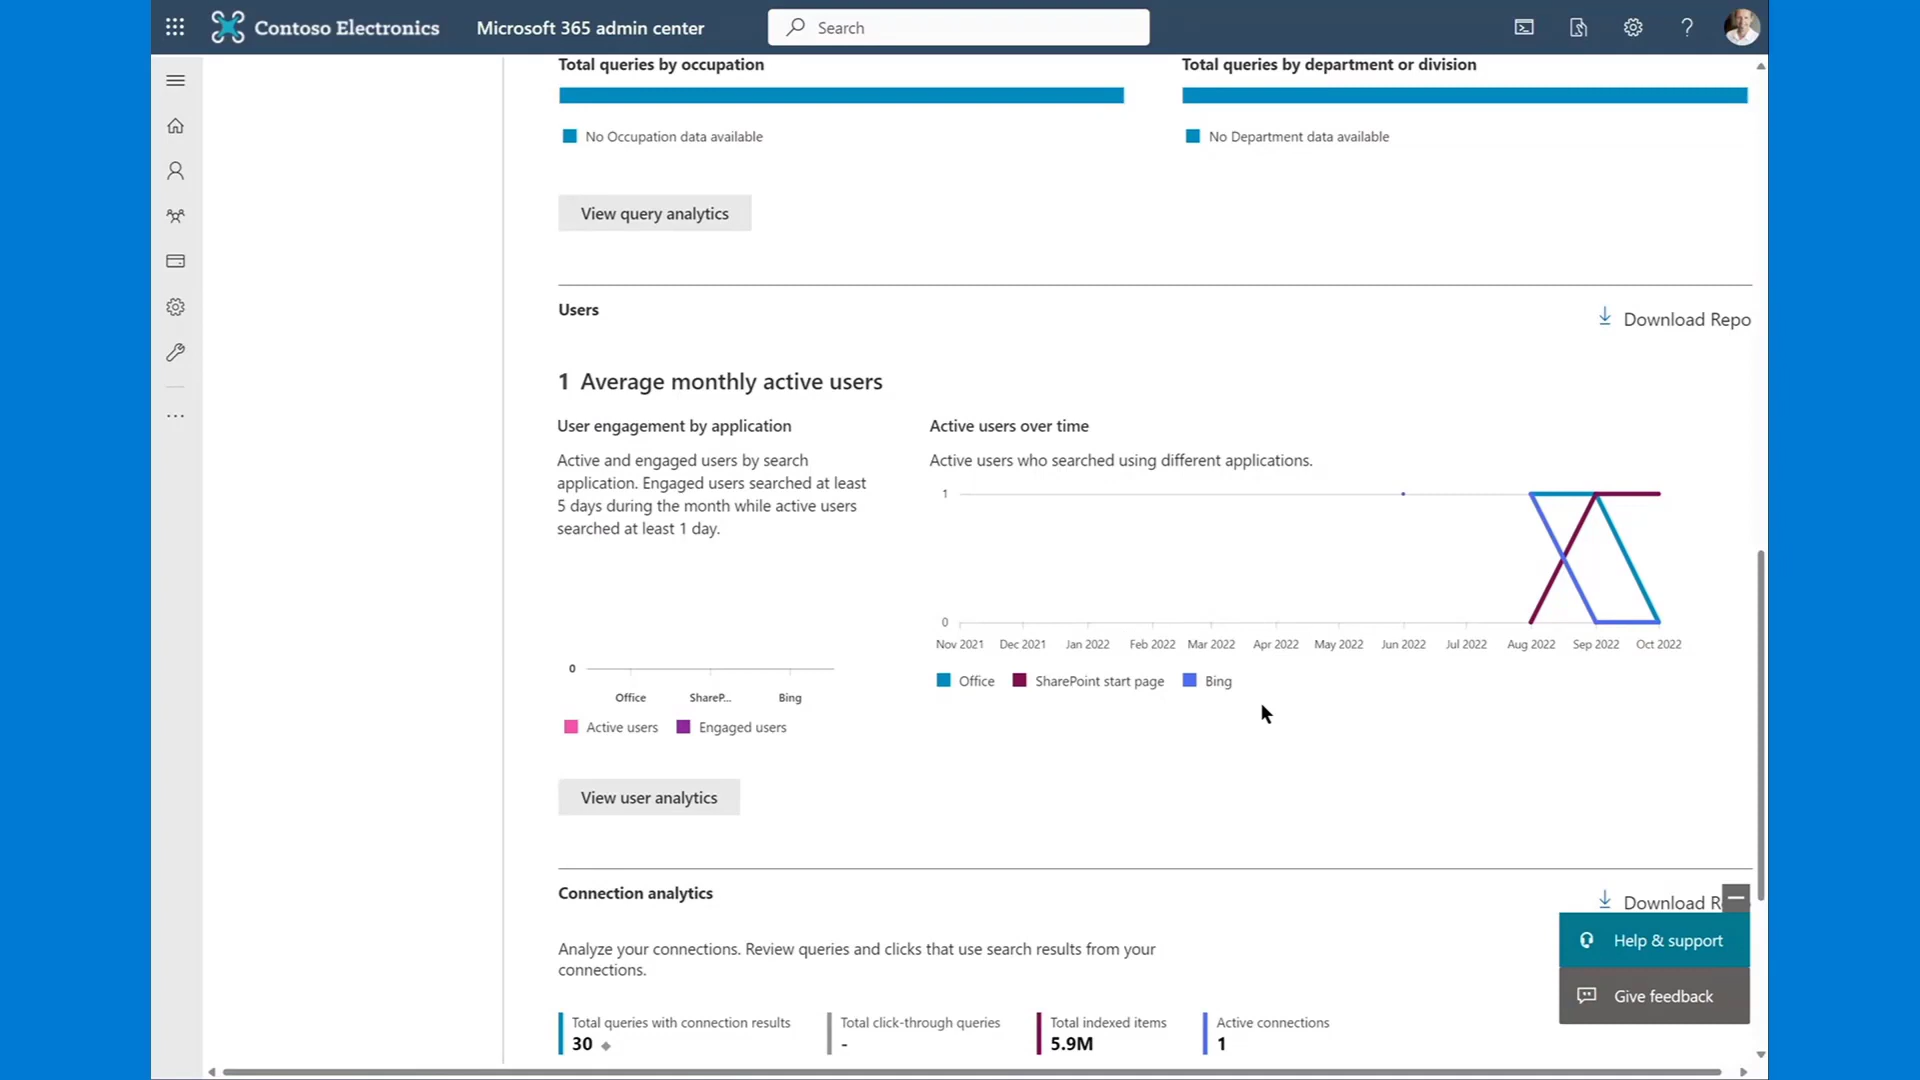 Contoso Electronics
Microsoft 365 admin center
Search
Total queries by occupation
Total queries by department or division
No Occupation data available
No Department data available
View query analytics
Users
Download Repo
1 Average monthly active users
User engagement by application
Active and engaged users by search
application. Engaged users searched at least
5 days during the month while active users
searched at least 1 day.
0
Office
ShareP...
Bing
Active users
Engaged users
Active users over time
Active users who searched using different applications.
1
0
Nov 2021
Dec 2021
Jan 2022
Feb 2022
Mar 2022
Apr 2022
May 2022
Jun 2022
Jul 2022
Aug 2022
Sep 2022
Oct 2022
Office
SharePoint start page
Bing
View user analytics
Connection analytics
Download R
Analyze your connections. Review queries and clicks that use search results from your
connections.
Help & support
Give feedback
Total queries with connection results
30
Total click-through queries
-
Total indexed items
5.9M
Active connections
1